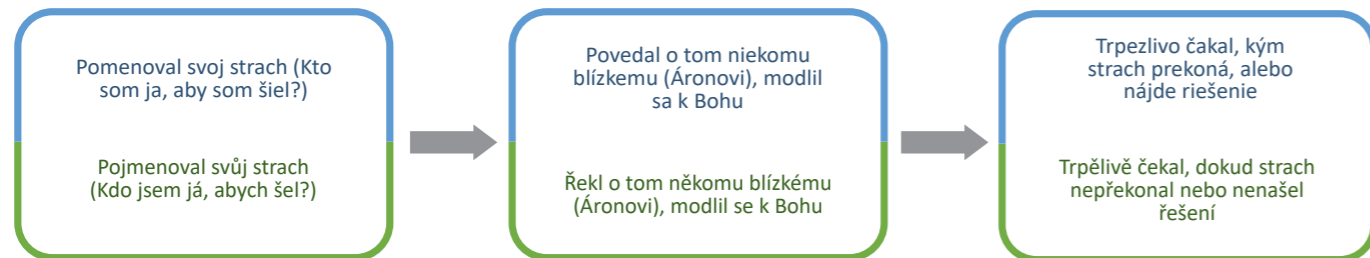 Pomenoval svoj strach (Kto
som ja, aby som šiel?)
Pojmenoval svůj strach
(Kdo jsem já, abych šel?)
Povedal o tom niekomu
blízkemu (Áronovi), modlil
sa k Bohu
Řekl o tom někomu blízkému
(Áronovi), modlil se k Bohu
Trpezlivo čakal, kým
strach prekoná, alebo
nájde riešenie
Trpělivě čekal, dokud strach
nepřekonal nebo nenašel
řešení